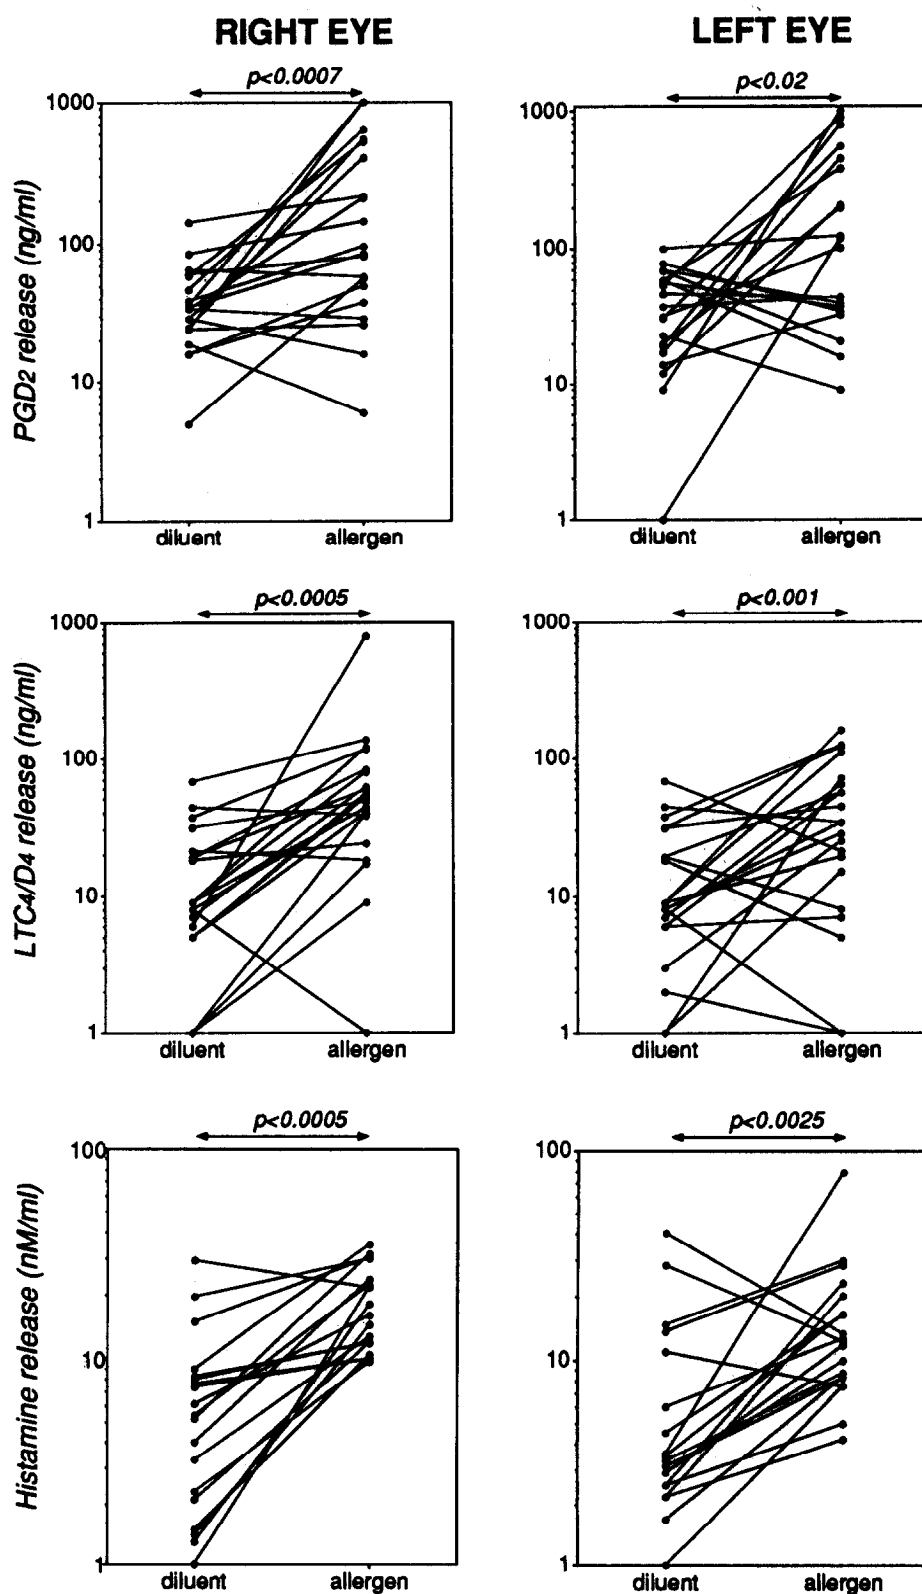 RIGHT EYE LEFT EYE
p<0.0007 p<0.02
PGD2 release (ng/ml)
1000 1000
100 100
10 10
1 1
diluent allergen diluent allergen
p<0.0005 p<0.001
LTC4/D4 release (ng/ml)
1000 1000
100 100
10 10
1 1
diluent allergen diluent allergen
p<0.0005 p<0.0025
Histamine release (nM/ml)
100 100
10 10
1 1
diluent allergen diluent allergen